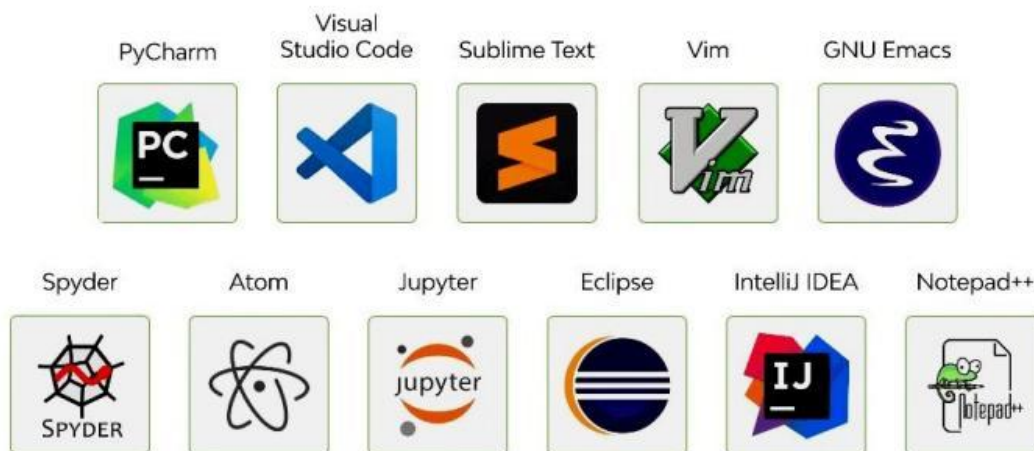 PyCharm
Visual
Studio Code
Sublime Text
Vim
GNU Emacs
PC
Vim
Spyder
Atom
Jupyter
Eclipse
IntelliJ IDEA
Notepad++
SPYDER
jupyter
IJ
Notepad++